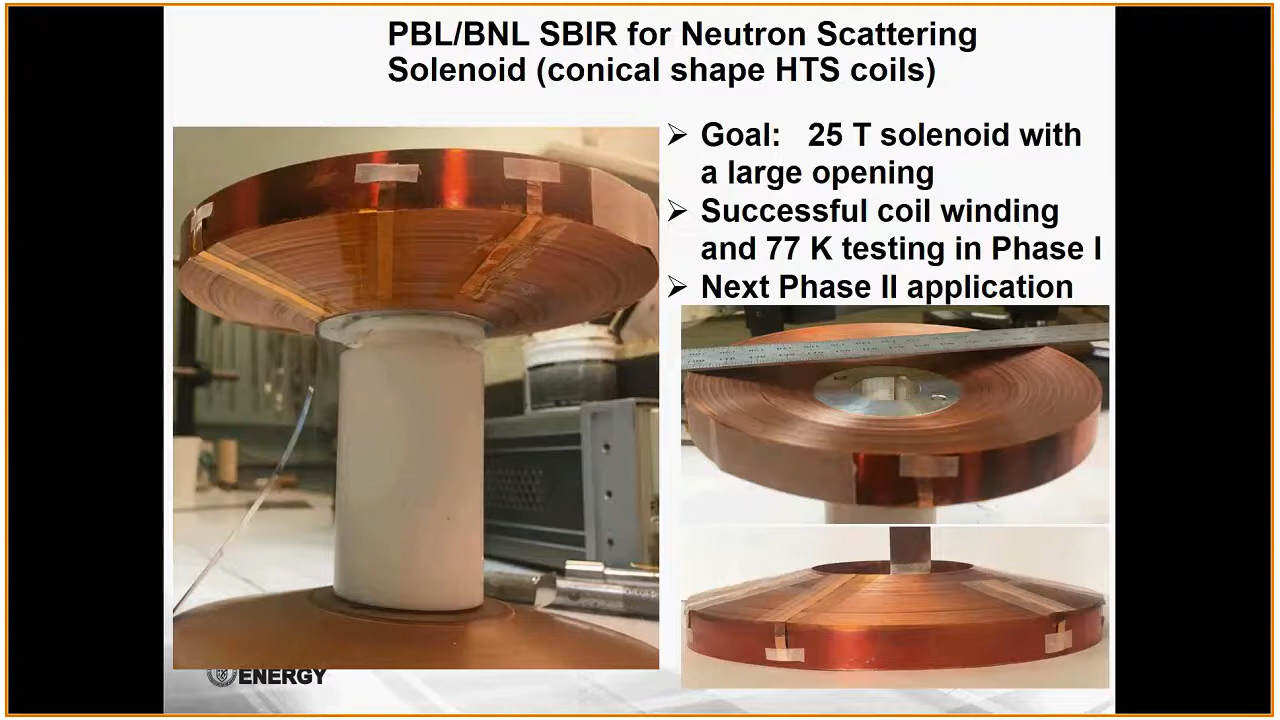 PBL/BNL SBIR for Neutron Scattering
Solenoid (conical shape HTS coils)
➢ Goal: 25 T solenoid with
a large opening
➢ Successful coil winding
and 77 K testing in Phase I
➢ Next Phase II application
ENERGY